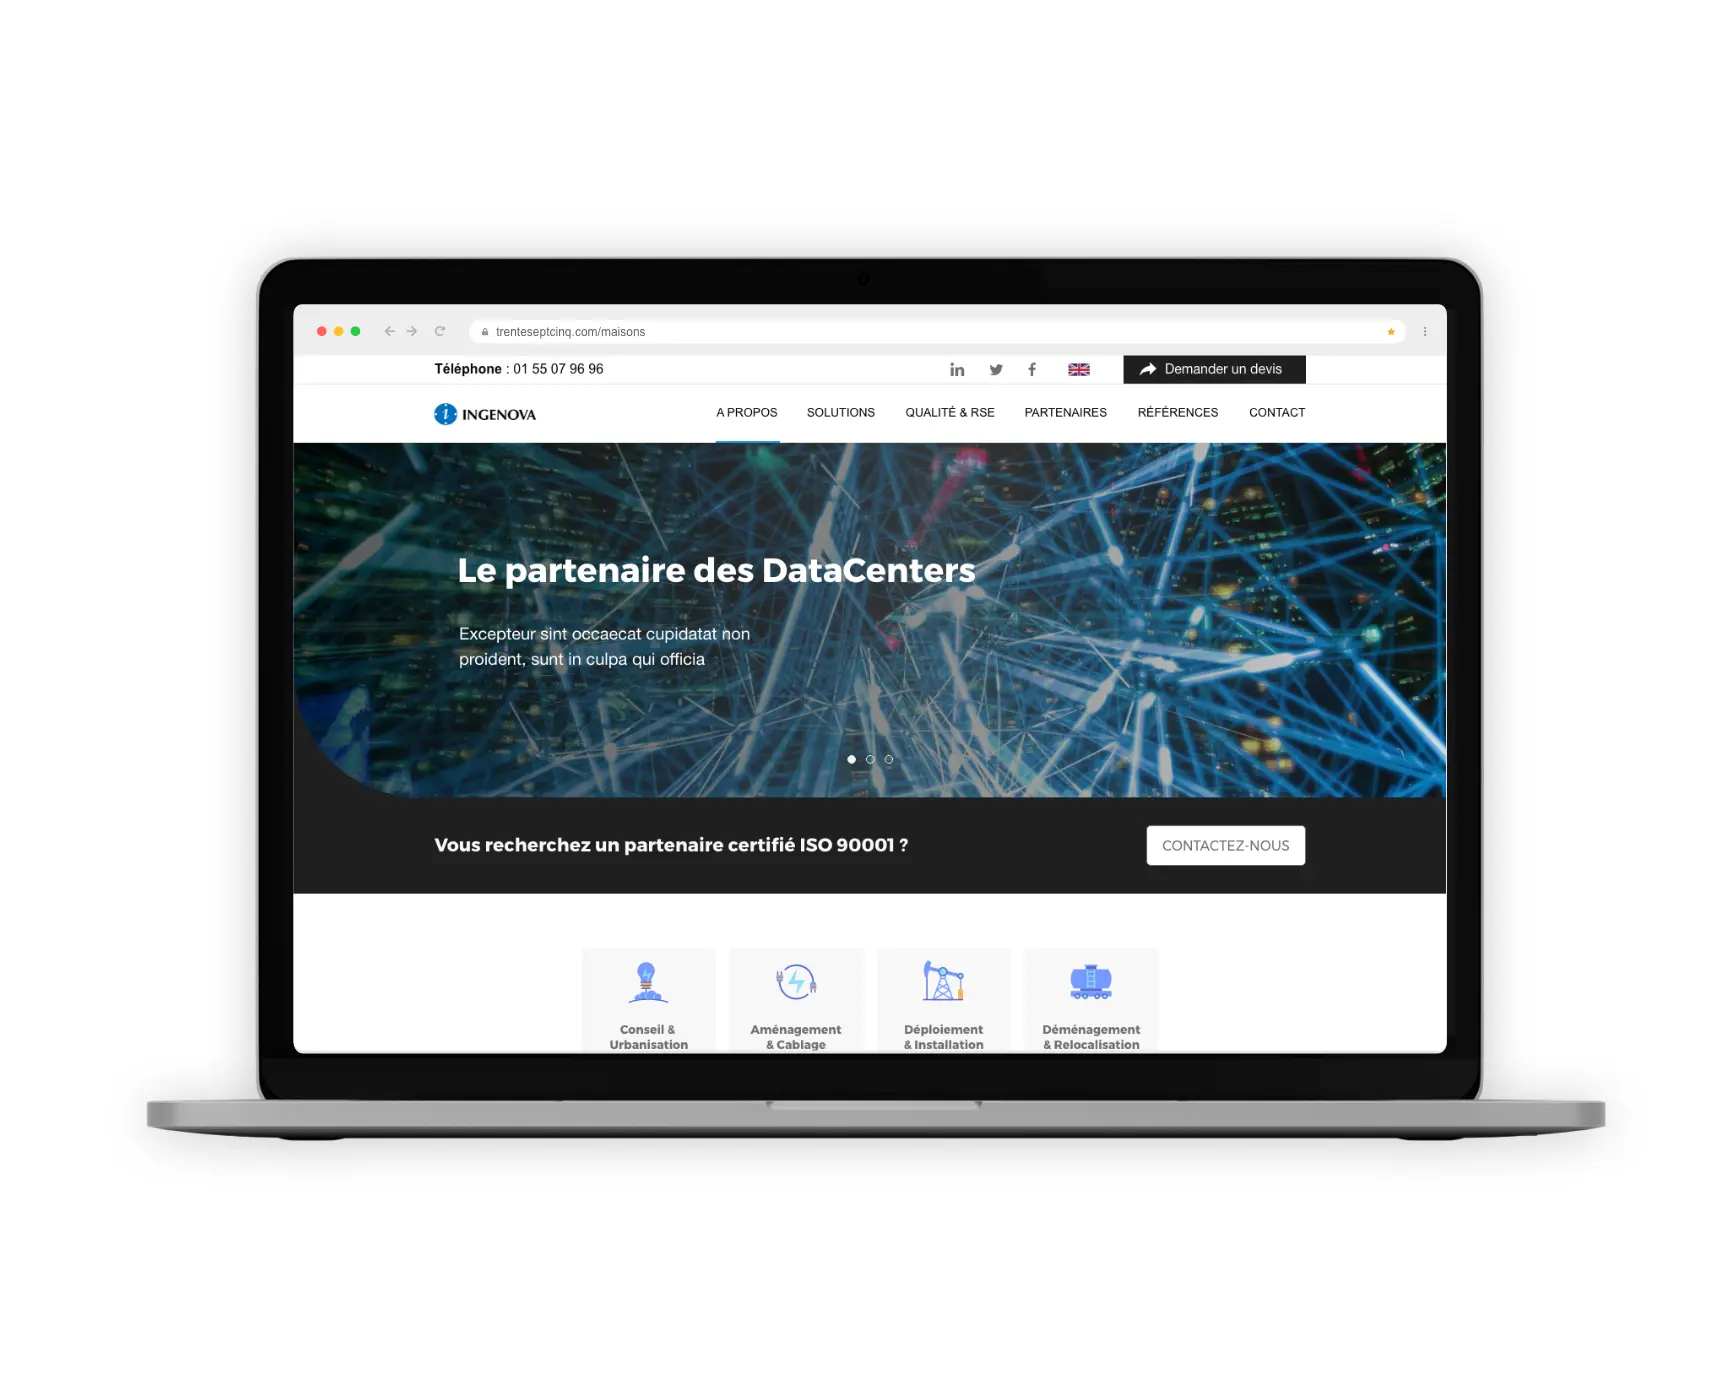 trenteseptcinq.com/maisons
Téléphone : 01 55 07 96 96
in
f
Demander un devis
i INGENOVA
A PROPOS
SOLUTIONS
QUALITÉ & RSE
PARTENAIRES
RÉFÉRENCES
CONTACT
Le partenaire des DataCenters
Excepteur sint occaecat cupidatat non
proident, sunt in culpa qui officia
Vous recherchez un partenaire certifié ISO 90001 ?
CONTACTEZ-NOUS
Conseil &
Urbanisation
Aménagement
& Cablage
Déploiement
& Installation
Déménagement
& Relocalisation